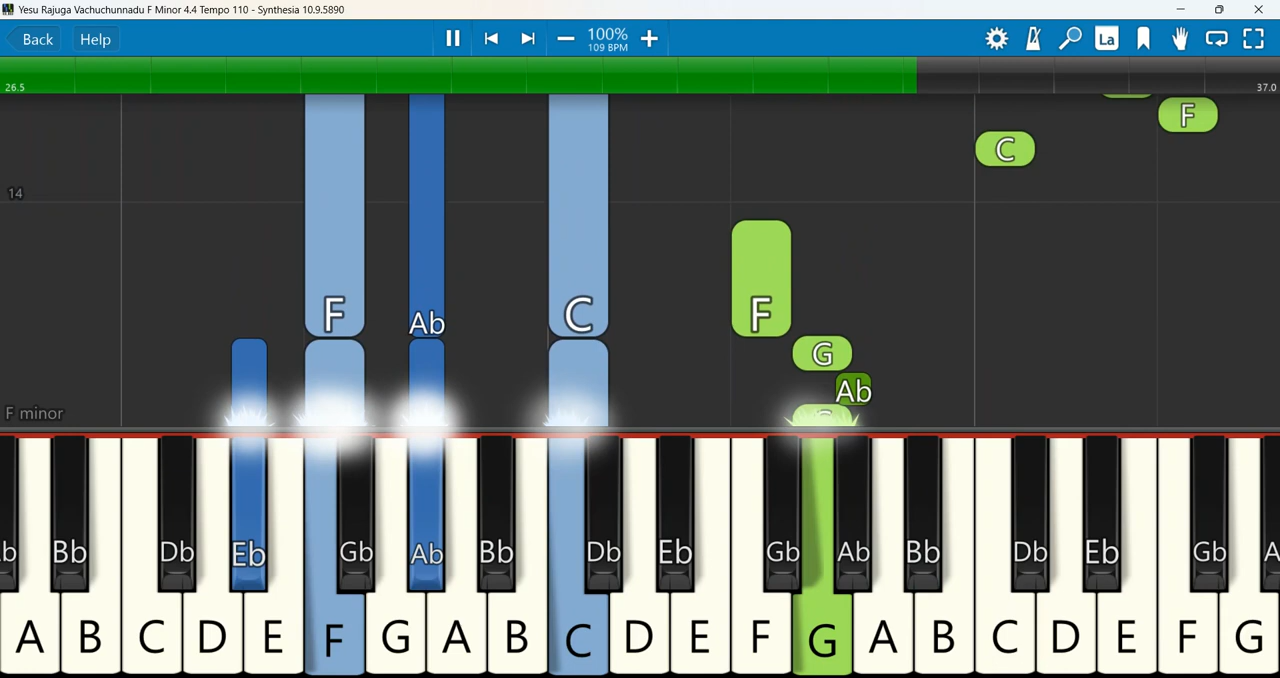 Yesu Rajuga Vachuchunnadu F Minor 4.4 Tempo 110 - Synthesia 10.9.5890
Back Help 100% La
109 BPM
26.5 37.0
F
C
14
F Ab C F
G
Ab
F minor
Bb Db Eb Gb Ab Bb Db Eb Gb Ab Bb Db Eb Gb
A B C D E F G A B C D E F G A B C D E F G